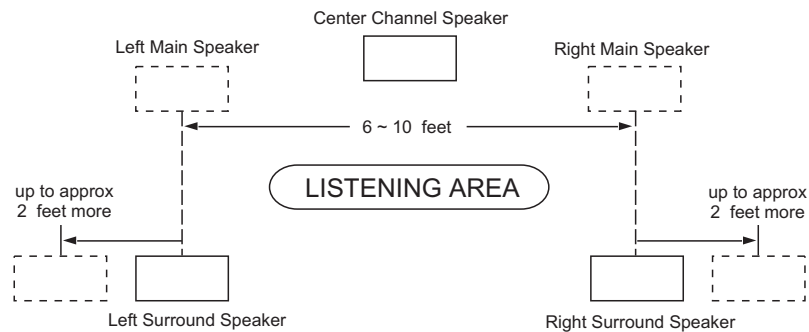 Center Channel Speaker
Left Main Speaker
Right Main Speaker
6 ~ 10 feet
LISTENING AREA
up to approx
2 feet more
up to approx
2 feet more
Left Surround Speaker
Right Surround Speaker